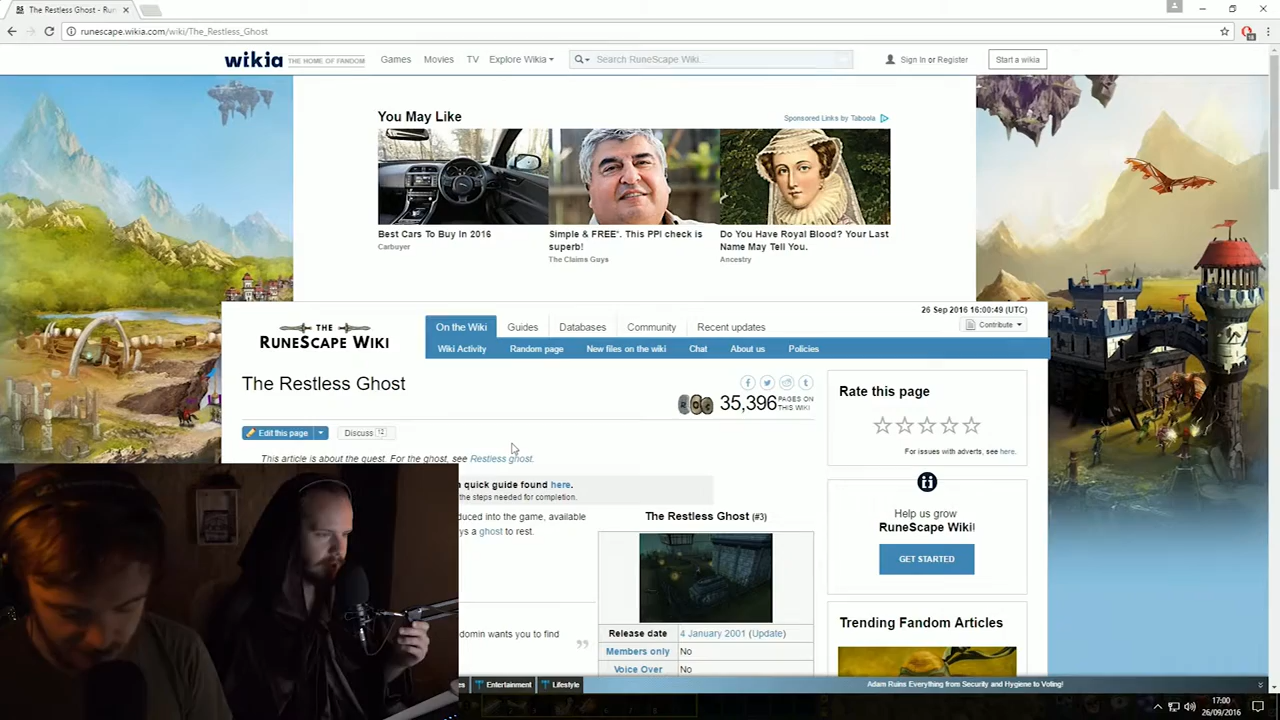 The Restless Ghost - Run
runescape.wikia.com/wiki/The_Restless_Ghost
wikia THE HOME OF FANDOM
Games Movies TV Explore Wikia
Search RuneScape Wiki...
Sign In or Register
Start a wikia
You May Like
Sponsored Links by Taboola
Best Cars To Buy In 2016
Carbuyer
Simple & FREE*. This PPI check is
superb!
The Claims Guys
Do You Have Royal Blood? Your Last
Name May Tell You.
Ancestry
26 Sep 2016 16:00:49 (UTC)
THE
RUNESCAPE WIKI
On the Wiki Guides Databases Community Recent updates
Contribute
Wiki Activity Random page New files on the wiki Chat About us Policies
The Restless Ghost
35,396 PAGES ON
THIS WIKI
Edit this page
Discuss 12
This article is about the quest. For the ghost, see Restless ghost.
quick guide found here.
the steps needed for completion.
duced into the game, available
ys a ghost to rest.
domin wants you to find
The Restless Ghost (#3)
Release date 4 January 2001 (Update)
Members only No
Voice Over No
Rate this page
For issues with adverts, see here.
Help us grow
RuneScape Wiki!
GET STARTED
Trending Fandom Articles
Entertainment Lifestyle
Adam Ruins Everything from Security and Hygiene to Voting!
17:00
26/09/2016